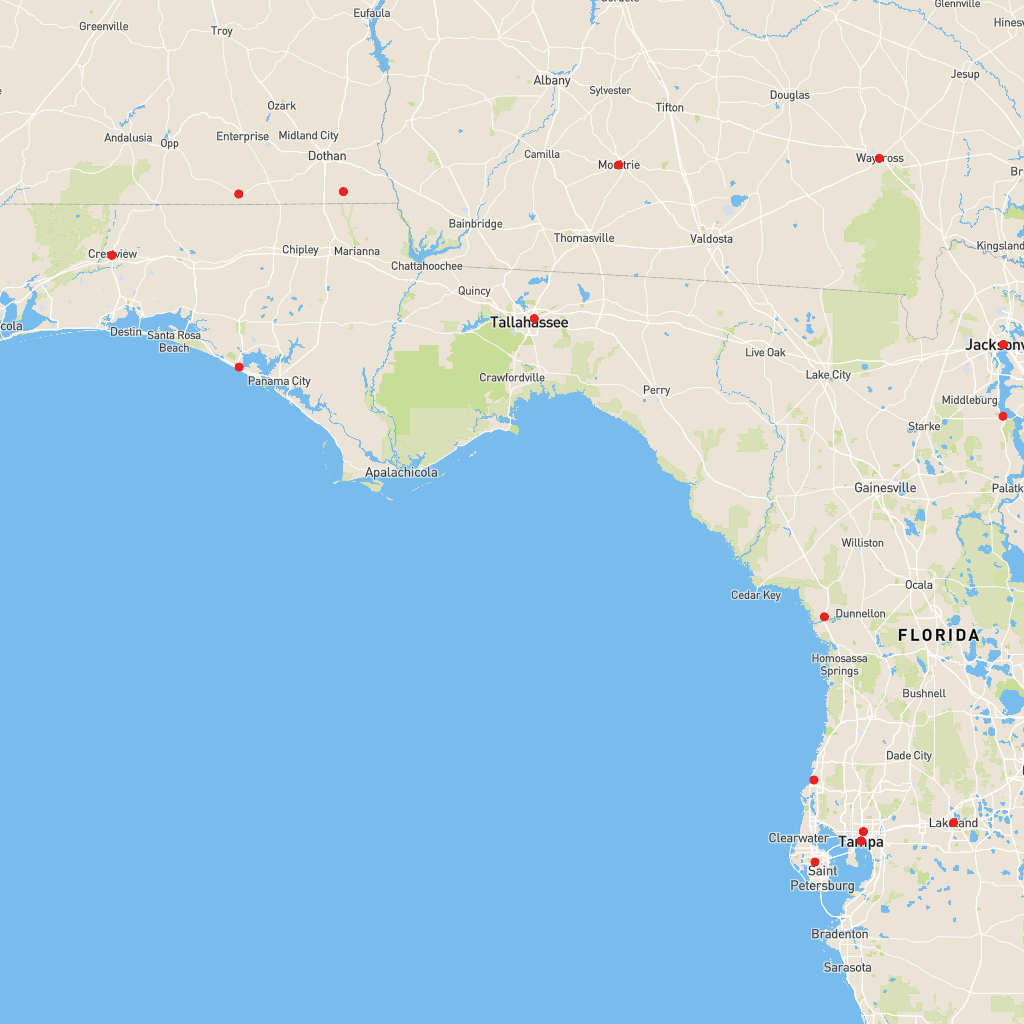 Eufaula
Glennville
Greenville
Troy
Hines
Jesup
Albany
Sylvester
Douglas
Tifton
Ozark
Andalusia
Opp
Enterprise
Midland City
Dothan
Camilla
Waycross
Bainbridge
Thomasville
Valdosta
Kingsland
Crestview
Chipley
Marianna
Chattahoochee
Quincy
cola
Destin
Santa Rosa
Beach
Tallahassee
Jacksonv
Live Oak
Lake City
Panama City
Crawfordville
Perry
Middleburg
Starke
Apalachicola
Gainesville
Palatk
Williston
Cedar Key
Ocala
Dunnellon
FLORIDA
Homosassa
Springs
Bushnell
Dade City
Lakeland
Clearwater
Tampa
Saint
Petersburg
Bradenton
Sarasota